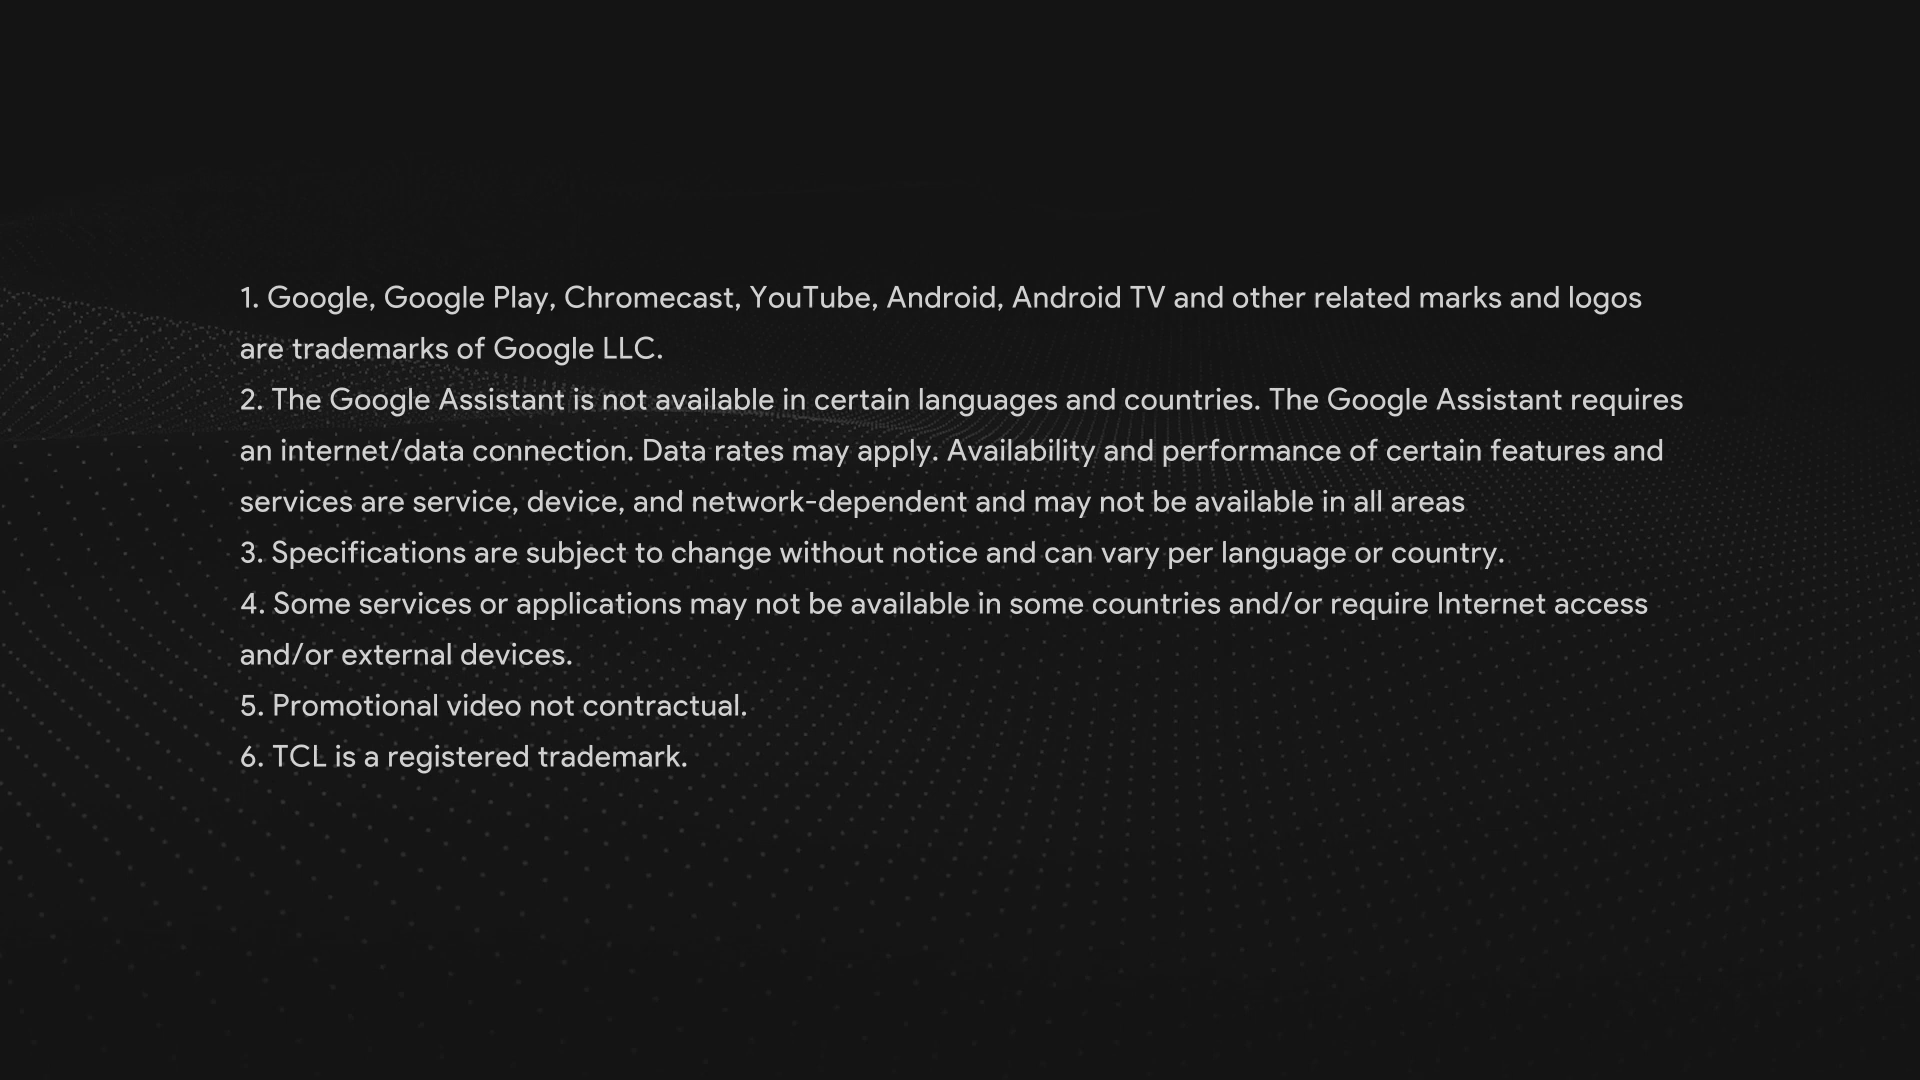 1. Google, Google Play, Chromecast, YouTube, Android, Android TV and other related marks and logos
are trademarks of Google LLC.
2. The Google Assistant is not available in certain languages and countries. The Google Assistant requires
an internet/data connection. Data rates may apply. Availability and performance of certain features and
services are service, device, and network-dependent and may not be available in all areas
3. Specifications are subject to change without notice and can vary per language or country.
4. Some services or applications may not be available in some countries and/or require Internet access
and/or external devices.
5. Promotional video not contractual.
6. TCL is a registered trademark.